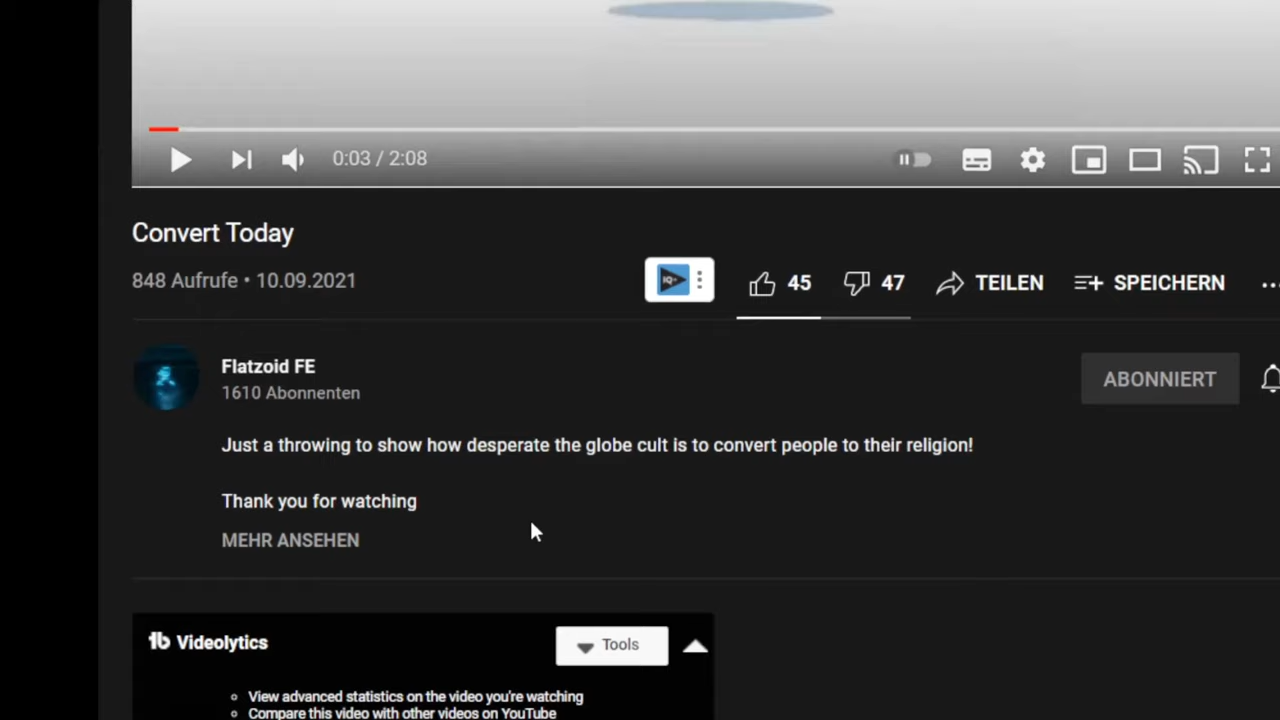 0:03 / 2:08
Convert Today
848 Aufrufe • 10.09.2021
IQ+
45
47
TEILEN
SPEICHERN
Flatzoid FE
1610 Abonnenten
ABONNIERT
Just a throwing to show how desperate the globe cult is to convert people to their religion!
Thank you for watching
MEHR ANSEHEN
Videolytics
Tools
View advanced statistics on the video you're watching
Compare this video with other videos on YouTube